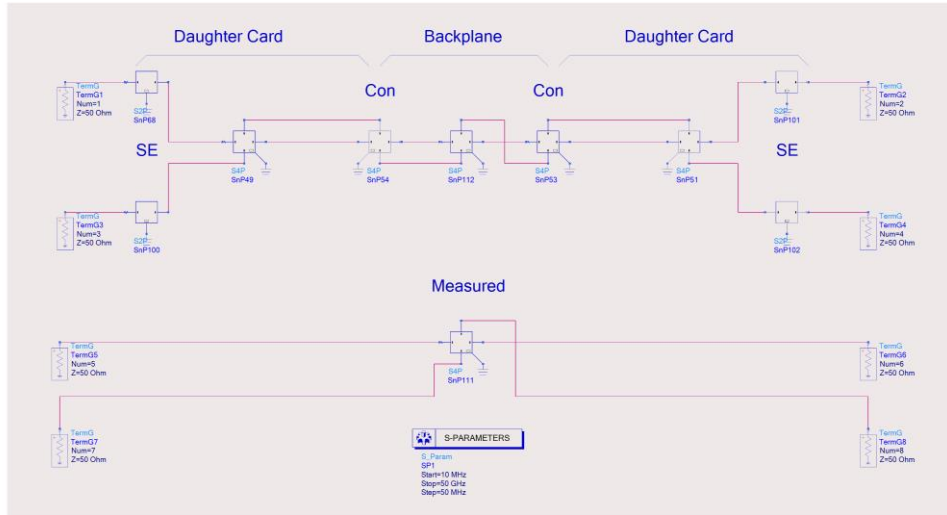 Daughter Card
Backplane
Daughter Card
TermG
TermG1
Num=1
Z=50 Ohm
S2P
SnP68
Con
Con
S2P
SnP101
TermG
TermG2
Num=2
Z=50 Ohm
SE
S4P
SnP49
S4P
SnP54
S4P
SnP112
S4P
SnP53
S4P
SnP51
SE
TermG
TermG3
Num=3
Z=50 Ohm
S2P
SnP100
S2P
SnP102
TermG
TermG4
Num=4
Z=50 Ohm
Measured
TermG
TermG5
Num=5
Z=50 Ohm
S4P
SnP111
TermG
TermG6
Num=6
Z=50 Ohm
TermG
TermG7
Num=7
Z=50 Ohm
S-PARAMETERS
S_Param
SP1
Start=10 MHz
Stop=50 GHz
Step=50 MHz
TermG
TermG8
Num=8
Z=50 Ohm